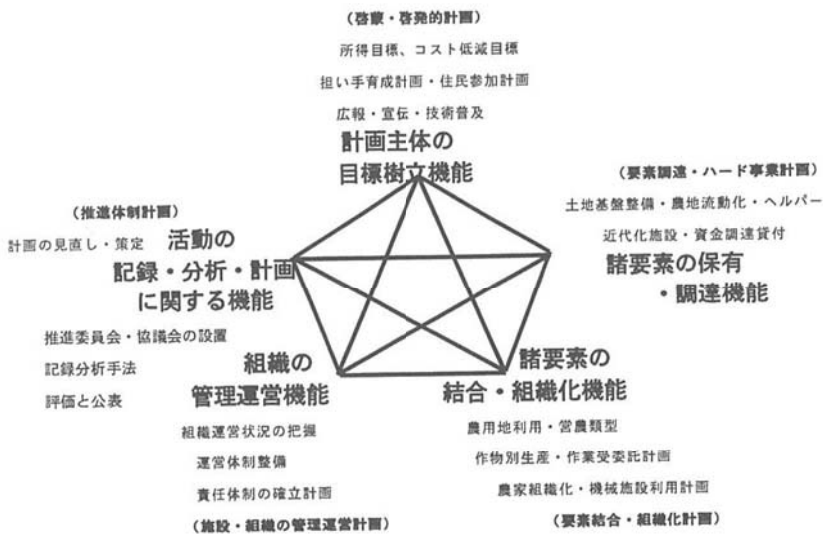 (啓蒙・啓発的計画)
所得目標、コスト低減目標
担い手育成計画・住民参加計画
広報・宣伝・技術普及
計画主体の
目標樹立機能
(要素調達・ハード事業計画)
土地基盤整備・農地流動化・ヘルパー
近代化施設・資金調達貸付
諸要素の保有
・調達機能
(推進体制計画)
計画の見直し・策定
活動の
記録・分析・計画
に関する機能
推進委員会・協議会の設置
記録分析手法
評価と公表
組織の
管理運営機能
組織運営状況の把握
運営体制整備
責任体制の確立計画
(施設・組織の管理運営計画)
諸要素の
結合・組織化機能
農用地利用・営農類型
作物別生産・作業受委託計画
農家組織化・機械施設利用計画
(要素結合・組織化計画)